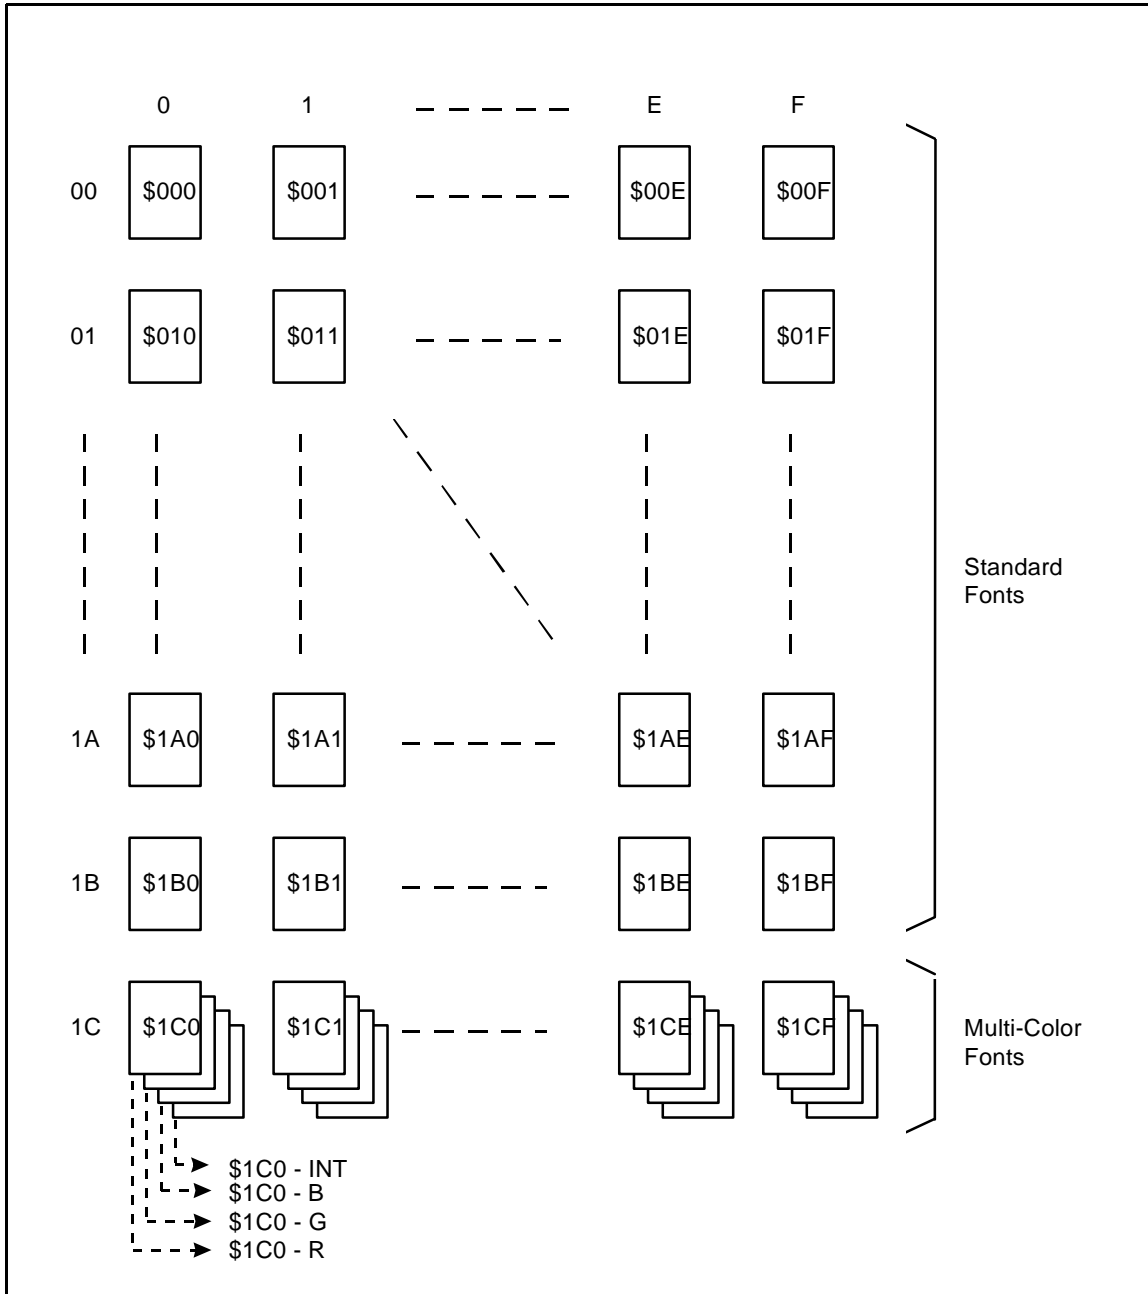 0 1 E F
00 $000 $001 $00E $00F
01 $010 $011 $01E $01F
Standard
Fonts
1A $1A0 $1A1 $1AE $1AF
1B $1B0 $1B1 $1BE $1BF
1C $1C0 $1C1 $1CE $1CF
Multi-Color
Fonts
$1C0 - INT
$1C0 - B
$1C0 - G
$1C0 - R